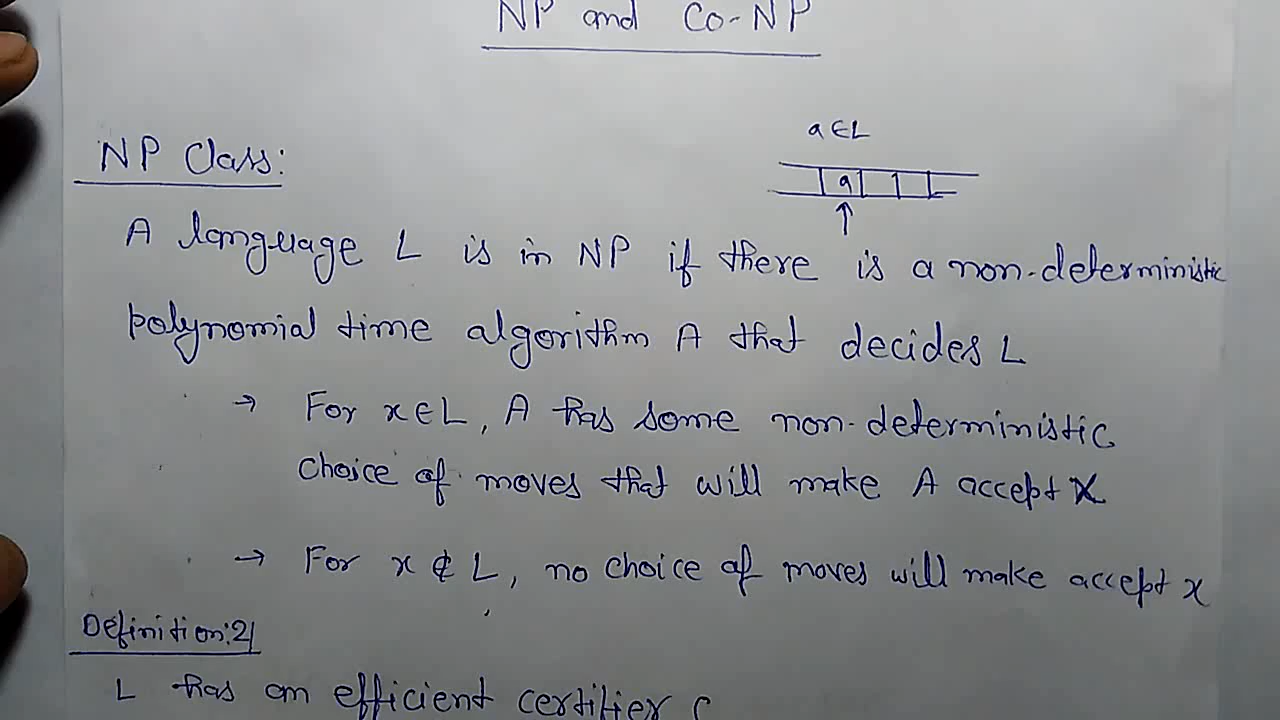 NP and Co-NP
a∈L
NP Class:
a
A language L is in NP if there is a non-deterministic
polynomial time algorithm A that decides L
→ For x∈L, A has some non-deterministic
choice of moves that will make A accept x
→ For x∉L, no choice of moves will make accept x
Definition:2|
L has an efficient certifier C